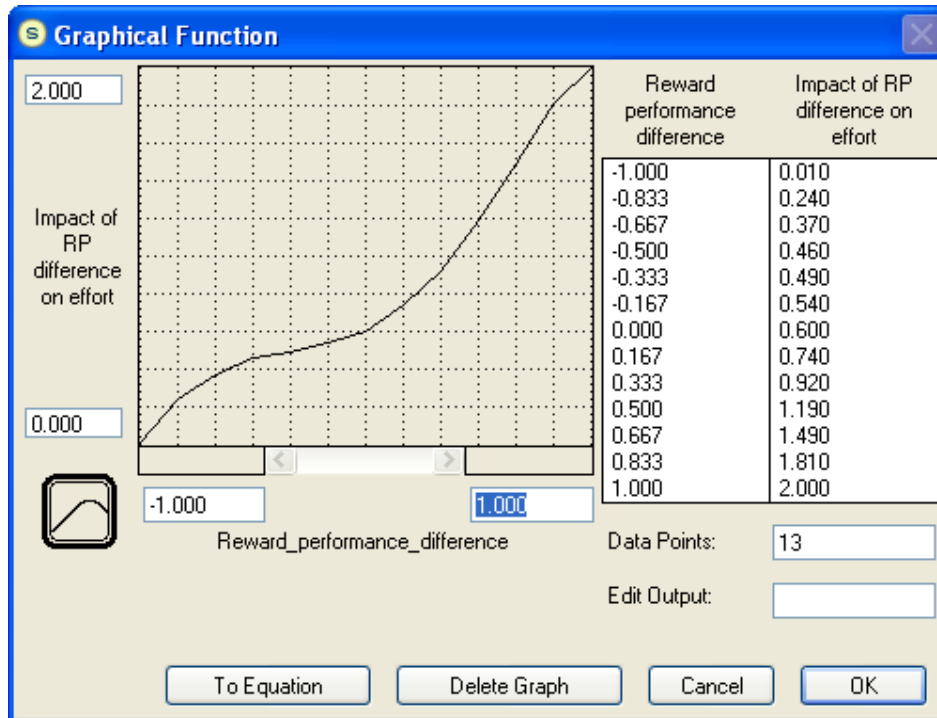 S Graphical Function
2.000
Impact of
RP
difference
on effort
0.000
-1.000 1.000
Reward_performance_difference
Reward
performance
difference
Impact of RP
difference on
effort
-1.000 0.010
-0.833 0.240
-0.667 0.370
-0.500 0.460
-0.333 0.490
-0.167 0.540
0.000 0.600
0.167 0.740
0.333 0.920
0.500 1.190
0.667 1.490
0.833 1.810
1.000 2.000
Data Points: 13
Edit Output:
To Equation Delete Graph Cancel OK